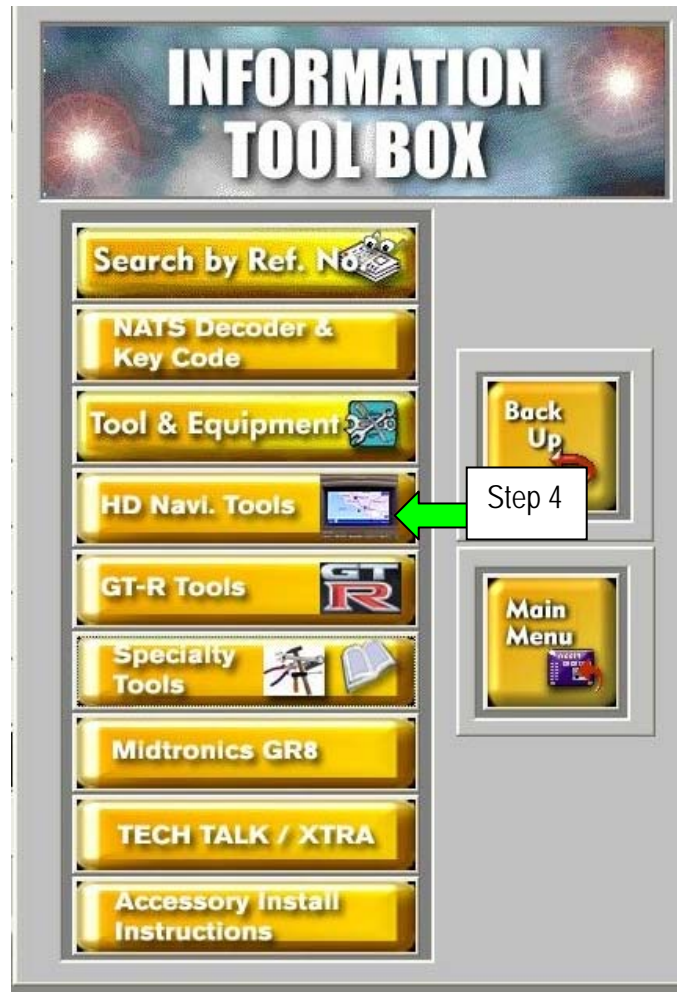 INFORMATION
TOOL BOX
Search by Ref. No.
NATS Decoder &
Key Code
Tool & Equipment
HD Navi. Tools
Step 4
GT-R Tools
GT
R
Specialty
Tools
Midtronics GR8
TECH TALK / XTRA
Accessory Install
Instructions
Back
Up
Main
Menu